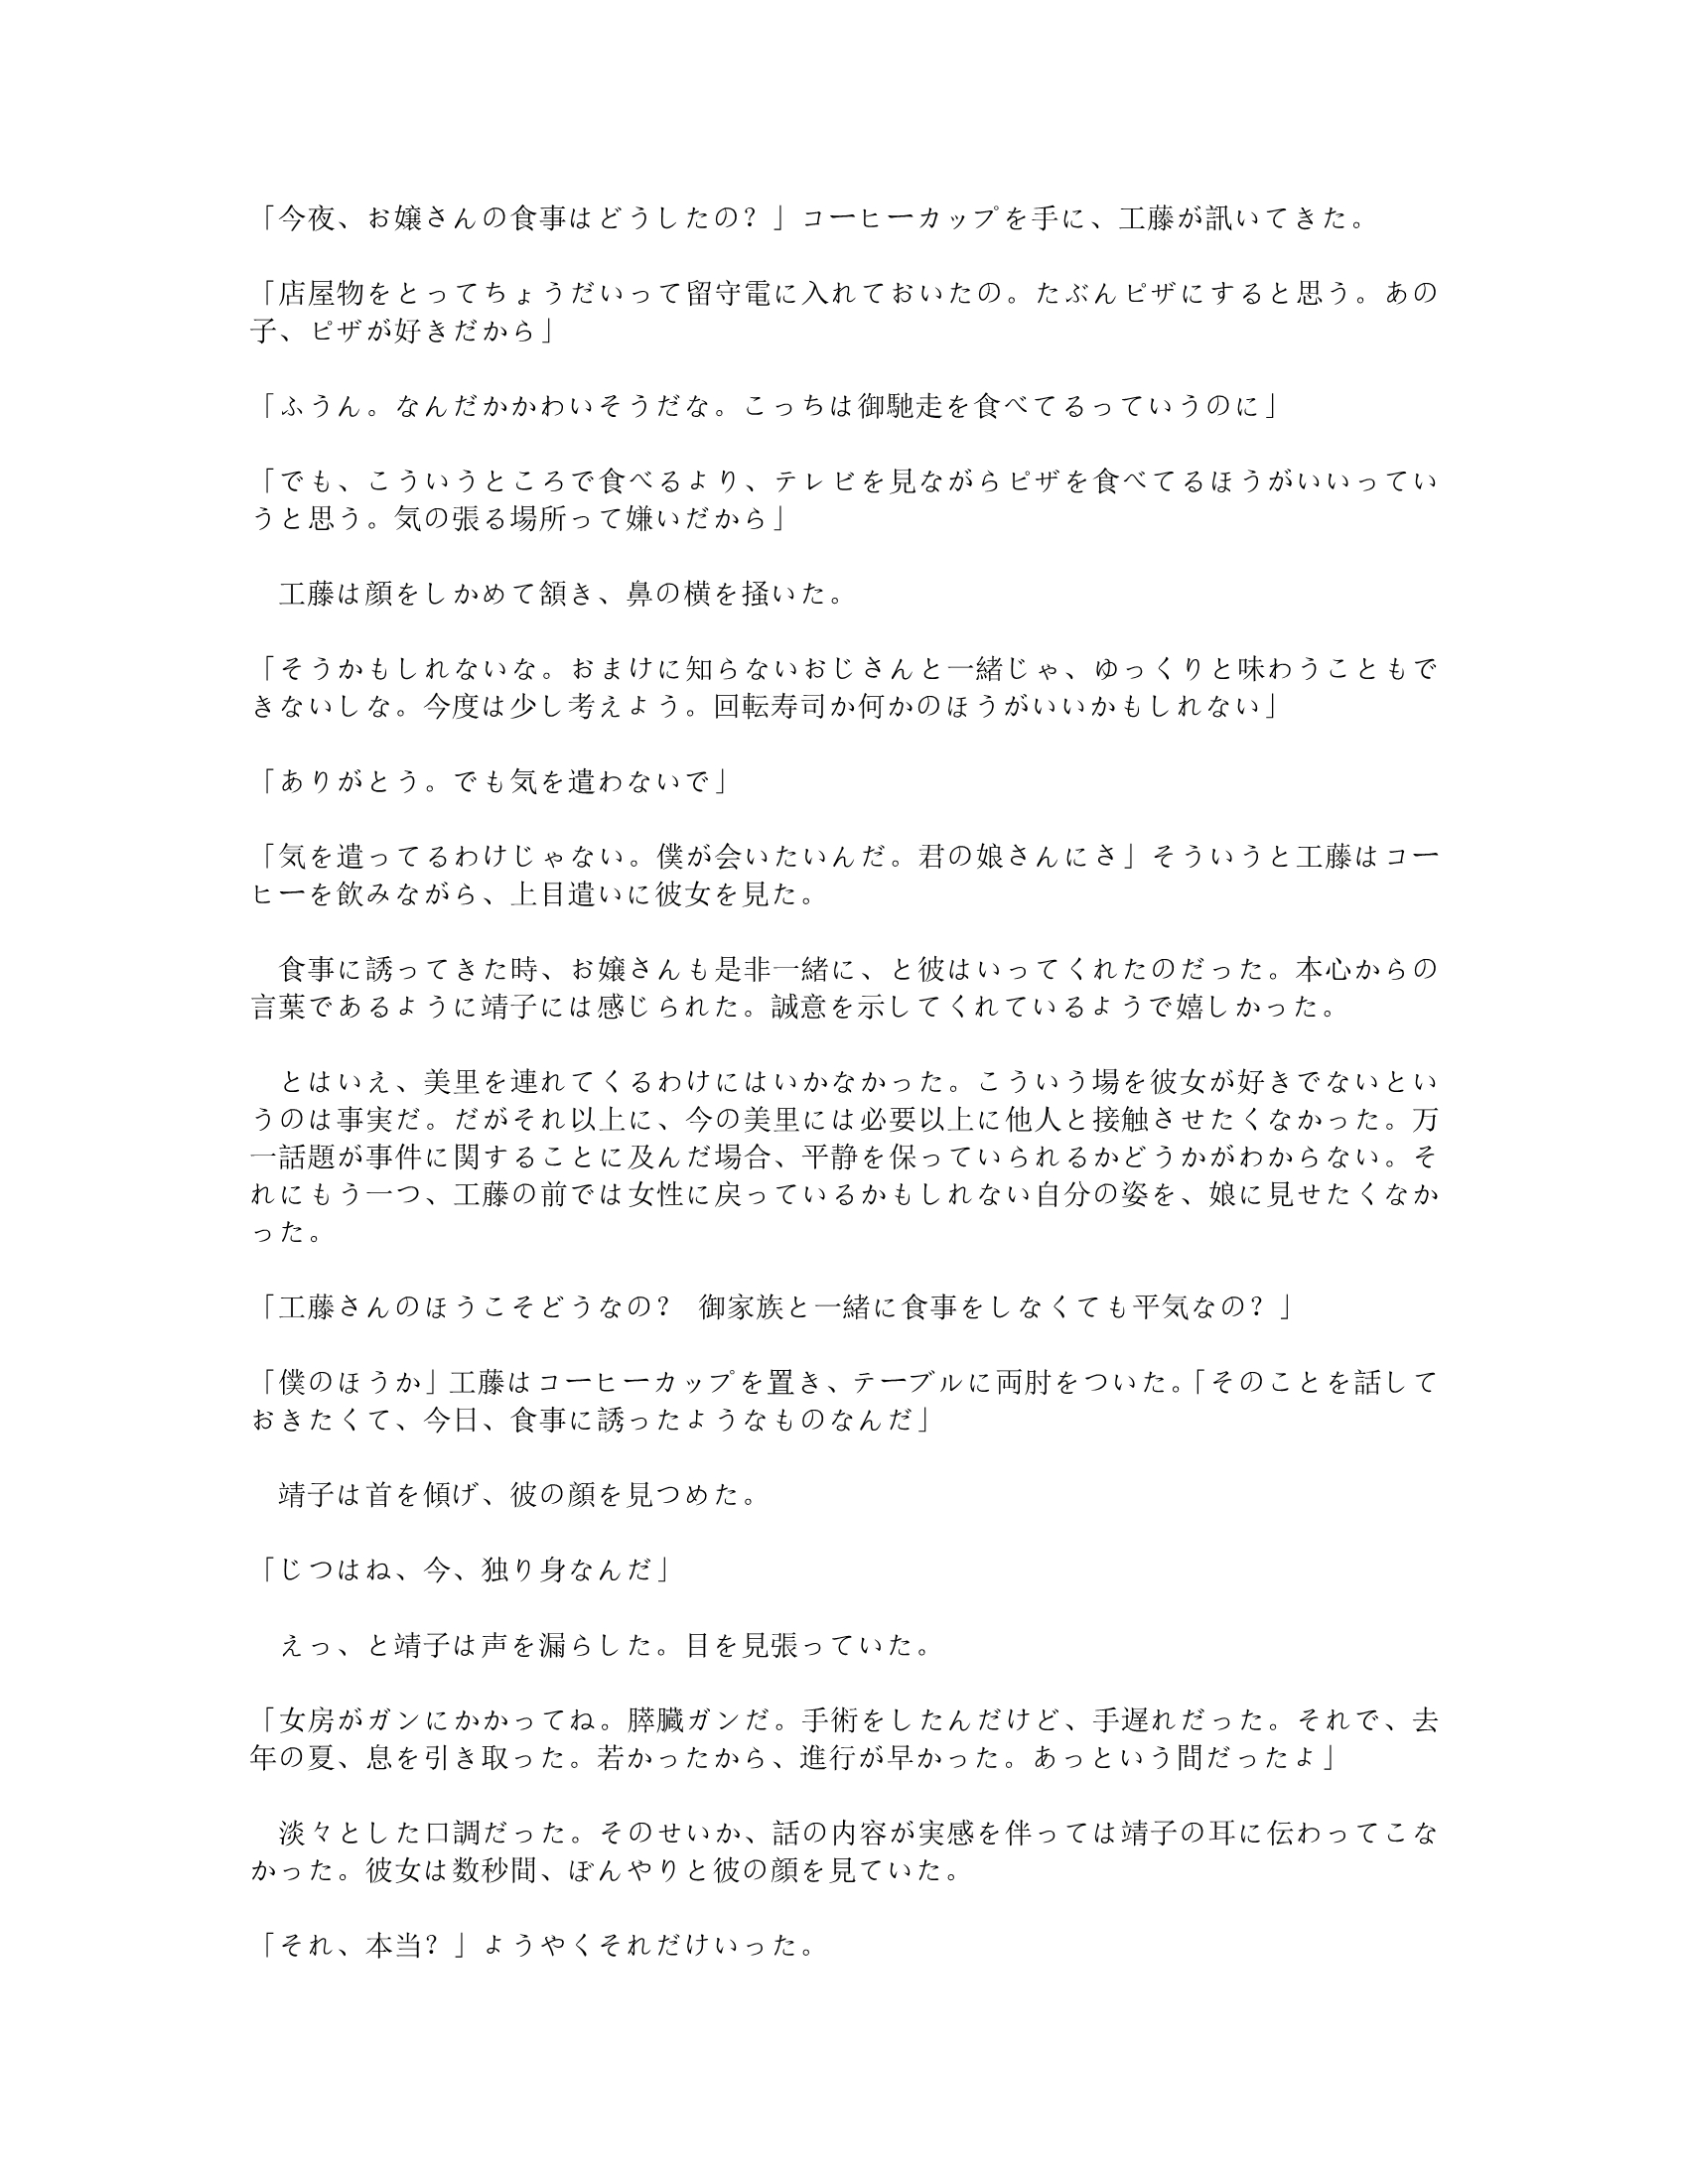 「今夜、お嬢さんの食事はどうしたの？」コーヒーカップを手に、工藤が訊いてきた。
「店屋物をとってちょうだいって留守電に入れておいたの。たぶんピザにすると思う。あの
子、ピザが好きだから」
「ふうん。なんだかかわいそうだな。こっちは御馳走を食べてるっていうのに」
「でも、こういうところで食べるより、テレビを見ながらピザを食べてるほうがいいってい
うと思う。気の張る場所って嫌いだから」
　工藤は顔をしかめて頷き、鼻の横を掻いた。
「そうかもしれないな。おまけに知らないおじさんと一緒じゃ、ゆっくりと味わうこともで
きないしな。今度は少し考えよう。回転寿司か何かのほうがいいかもしれない」
「ありがとう。でも気を遣わないで」
「気を遣ってるわけじゃない。僕が会いたいんだ。君の娘さんにさ」そういうと工藤はコー
ヒーを飲みながら、上目遣いに彼女を見た。
　食事に誘ってきた時、お嬢さんも是非一緒に、と彼はいってくれたのだった。本心からの
言葉であるように靖子には感じられた。誠意を示してくれているようで嬉しかった。
　とはいえ、美里を連れてくるわけにはいかなかった。こういう場を彼女が好きでないとい
うのは事実だ。だがそれ以上に、今の美里には必要以上に他人と接触させたくなかった。万
一話題が事件に関することに及んだ場合、平静を保っていられるかどうかがわからない。そ
れにもう一つ、工藤の前では女性に戻っているかもしれない自分の姿を、娘に見せたくなか
った。
「工藤さんのほうこそどうなの？　御家族と一緒に食事をしなくても平気なの？」
「僕のほうか」工藤はコーヒーカップを置き、テーブルに両肘をついた。「そのことを話して
おきたくて、今日、食事に誘ったようなものなんだ」
　靖子は首を傾げ、彼の顔を見つめた。
「じつはね、今、独り身なんだ」
　えっ、と靖子は声を漏らした。目を見張っていた。
「女房がガンにかかってね。膵臓ガンだ。手術をしたんだけど、手遅れだった。それで、去
年の夏、息を引き取った。若かったから、進行が早かった。あっという間だったよ」
　淡々とした口調だった。そのせいか、話の内容が実感を伴っては靖子の耳に伝わってこな
かった。彼女は数秒間、ぼんやりと彼の顔を見ていた。
「それ、本当？」ようやくそれだけいった。